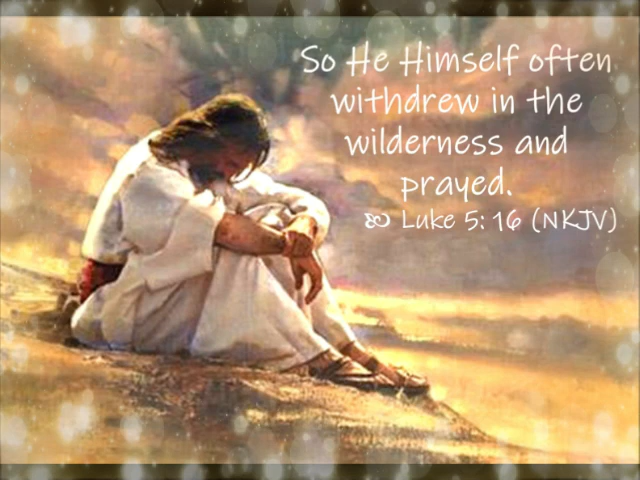 So He Himself often
withdrew in the
wilderness and
prayed.
Luke 5: 16 (NKJV)